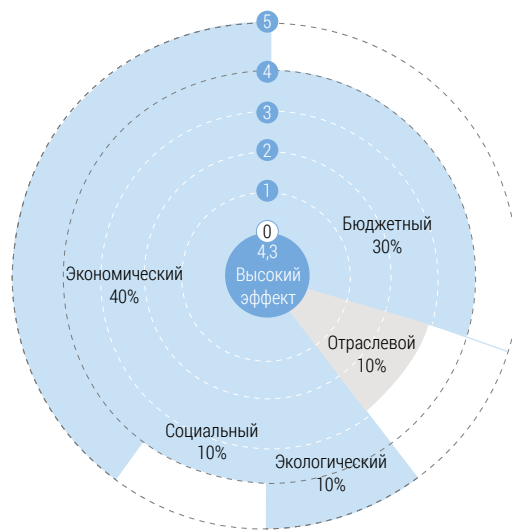 5
4
3
2
1
0
4,3
Высокий
эффект
Бюджетный
30%
Отраслевой
10%
Экологический
10%
Социальный
10%
Экономический
40%